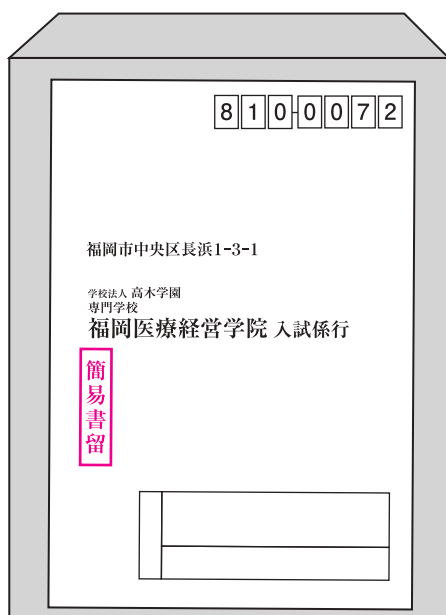 810-0072
福岡市中央区長浜1-3-1
学校法人 高木学園
専門学校
福岡医療経営学院 入試係行
簡易書留